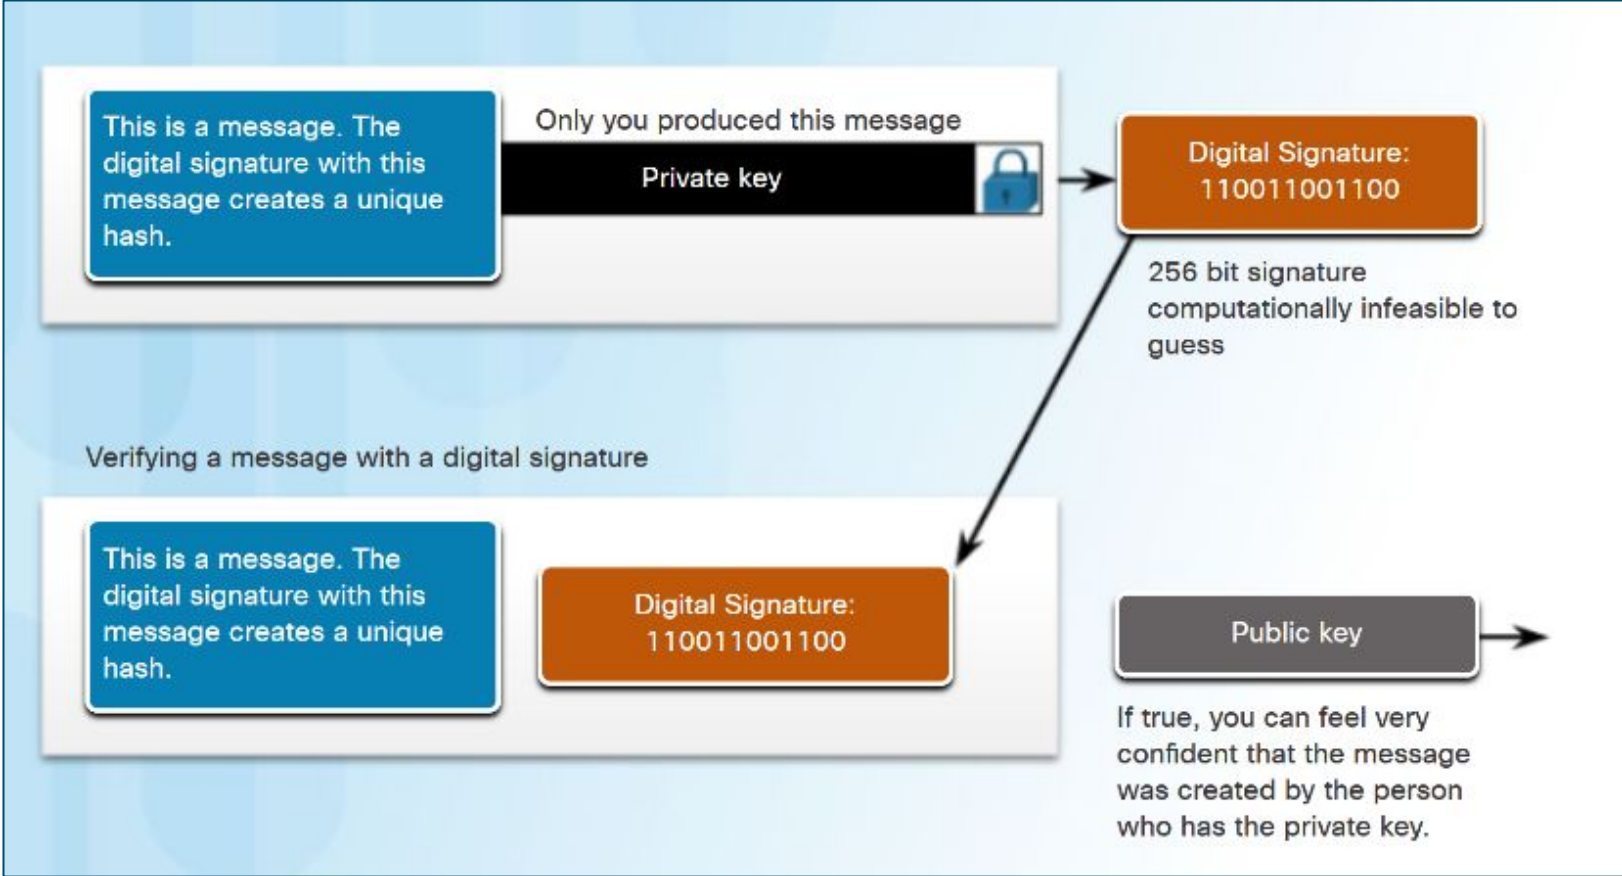 This is a message. The
digital signature with this
message creates a unique
hash.
Only you produced this message
Private key
Digital Signature:
110011001100
256 bit signature
computationally infeasible to
guess
Verifying a message with a digital signature
This is a message. The
digital signature with this
message creates a unique
hash.
Digital Signature:
110011001100
Public key
If true, you can feel very
confident that the message
was created by the person
who has the private key.